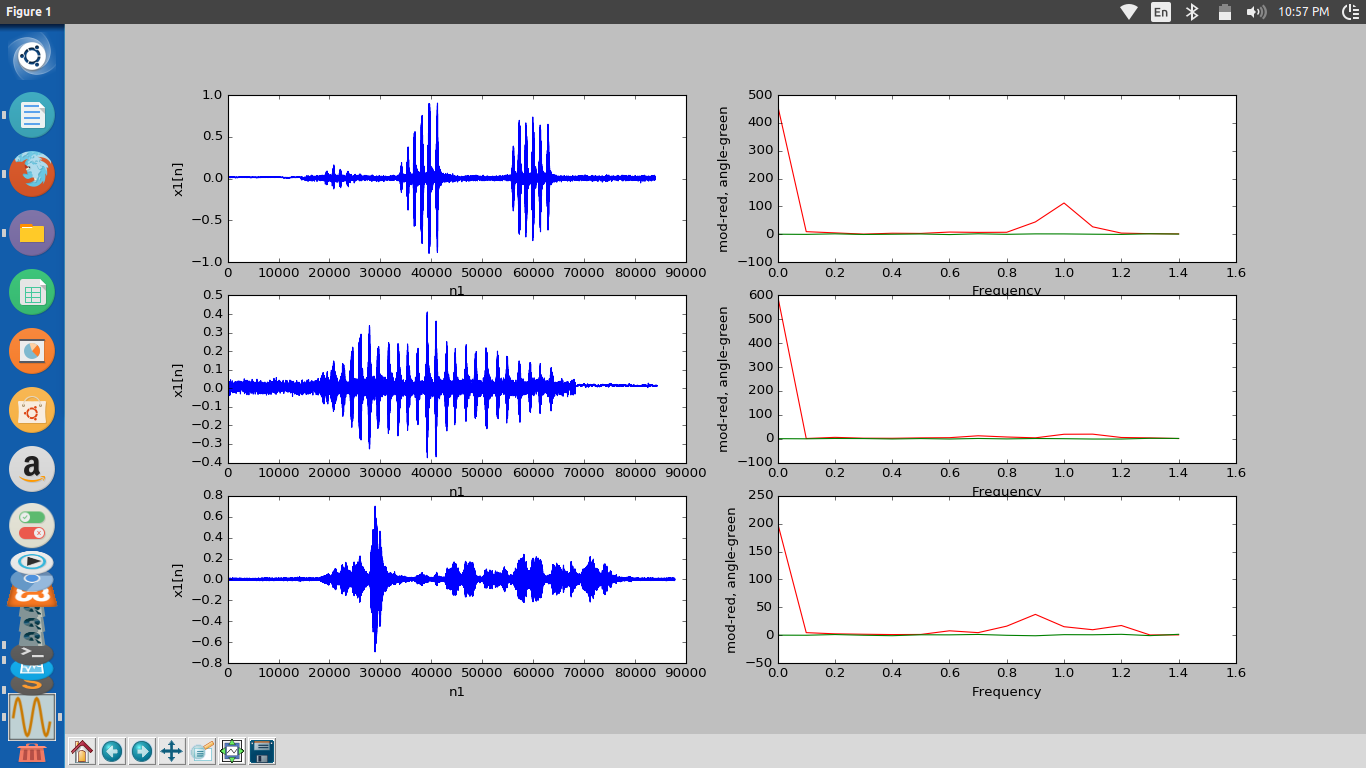 Figure 1
En
10:57 PM
1.0
0.5
0.0
−0.5
−1.0
x1[n]
0 10000 20000 30000 40000 50000 60000 70000 80000 90000
n1
500
400
300
200
100
0
−100
mod-red, angle-green
0.0 0.2 0.4 0.6 0.8 1.0 1.2 1.4 1.6
Frequency
0.5
0.4
0.3
0.2
0.1
0.0
−0.1
−0.2
−0.3
−0.4
x1[n]
0 10000 20000 30000 40000 50000 60000 70000 80000 90000
n1
600
500
400
300
200
100
0
−100
mod-red, angle-green
0.0 0.2 0.4 0.6 0.8 1.0 1.2 1.4 1.6
Frequency
0.8
0.6
0.4
0.2
0.0
−0.2
−0.4
−0.6
−0.8
x1[n]
0 10000 20000 30000 40000 50000 60000 70000 80000 90000
n1
250
200
150
100
50
0
−50
mod-red, angle-green
0.0 0.2 0.4 0.6 0.8 1.0 1.2 1.4 1.6
Frequency
a